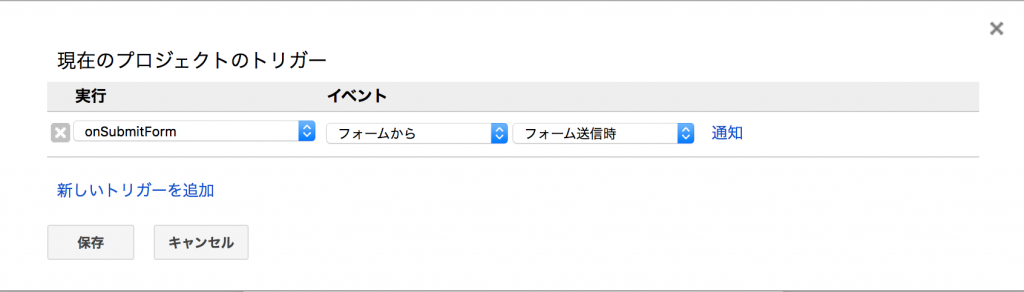 現在のプロジェクトのトリガー
実行 イベント
onSubmitForm フォームから フォーム送信時 通知
新しいトリガーを追加
保存 キャンセル